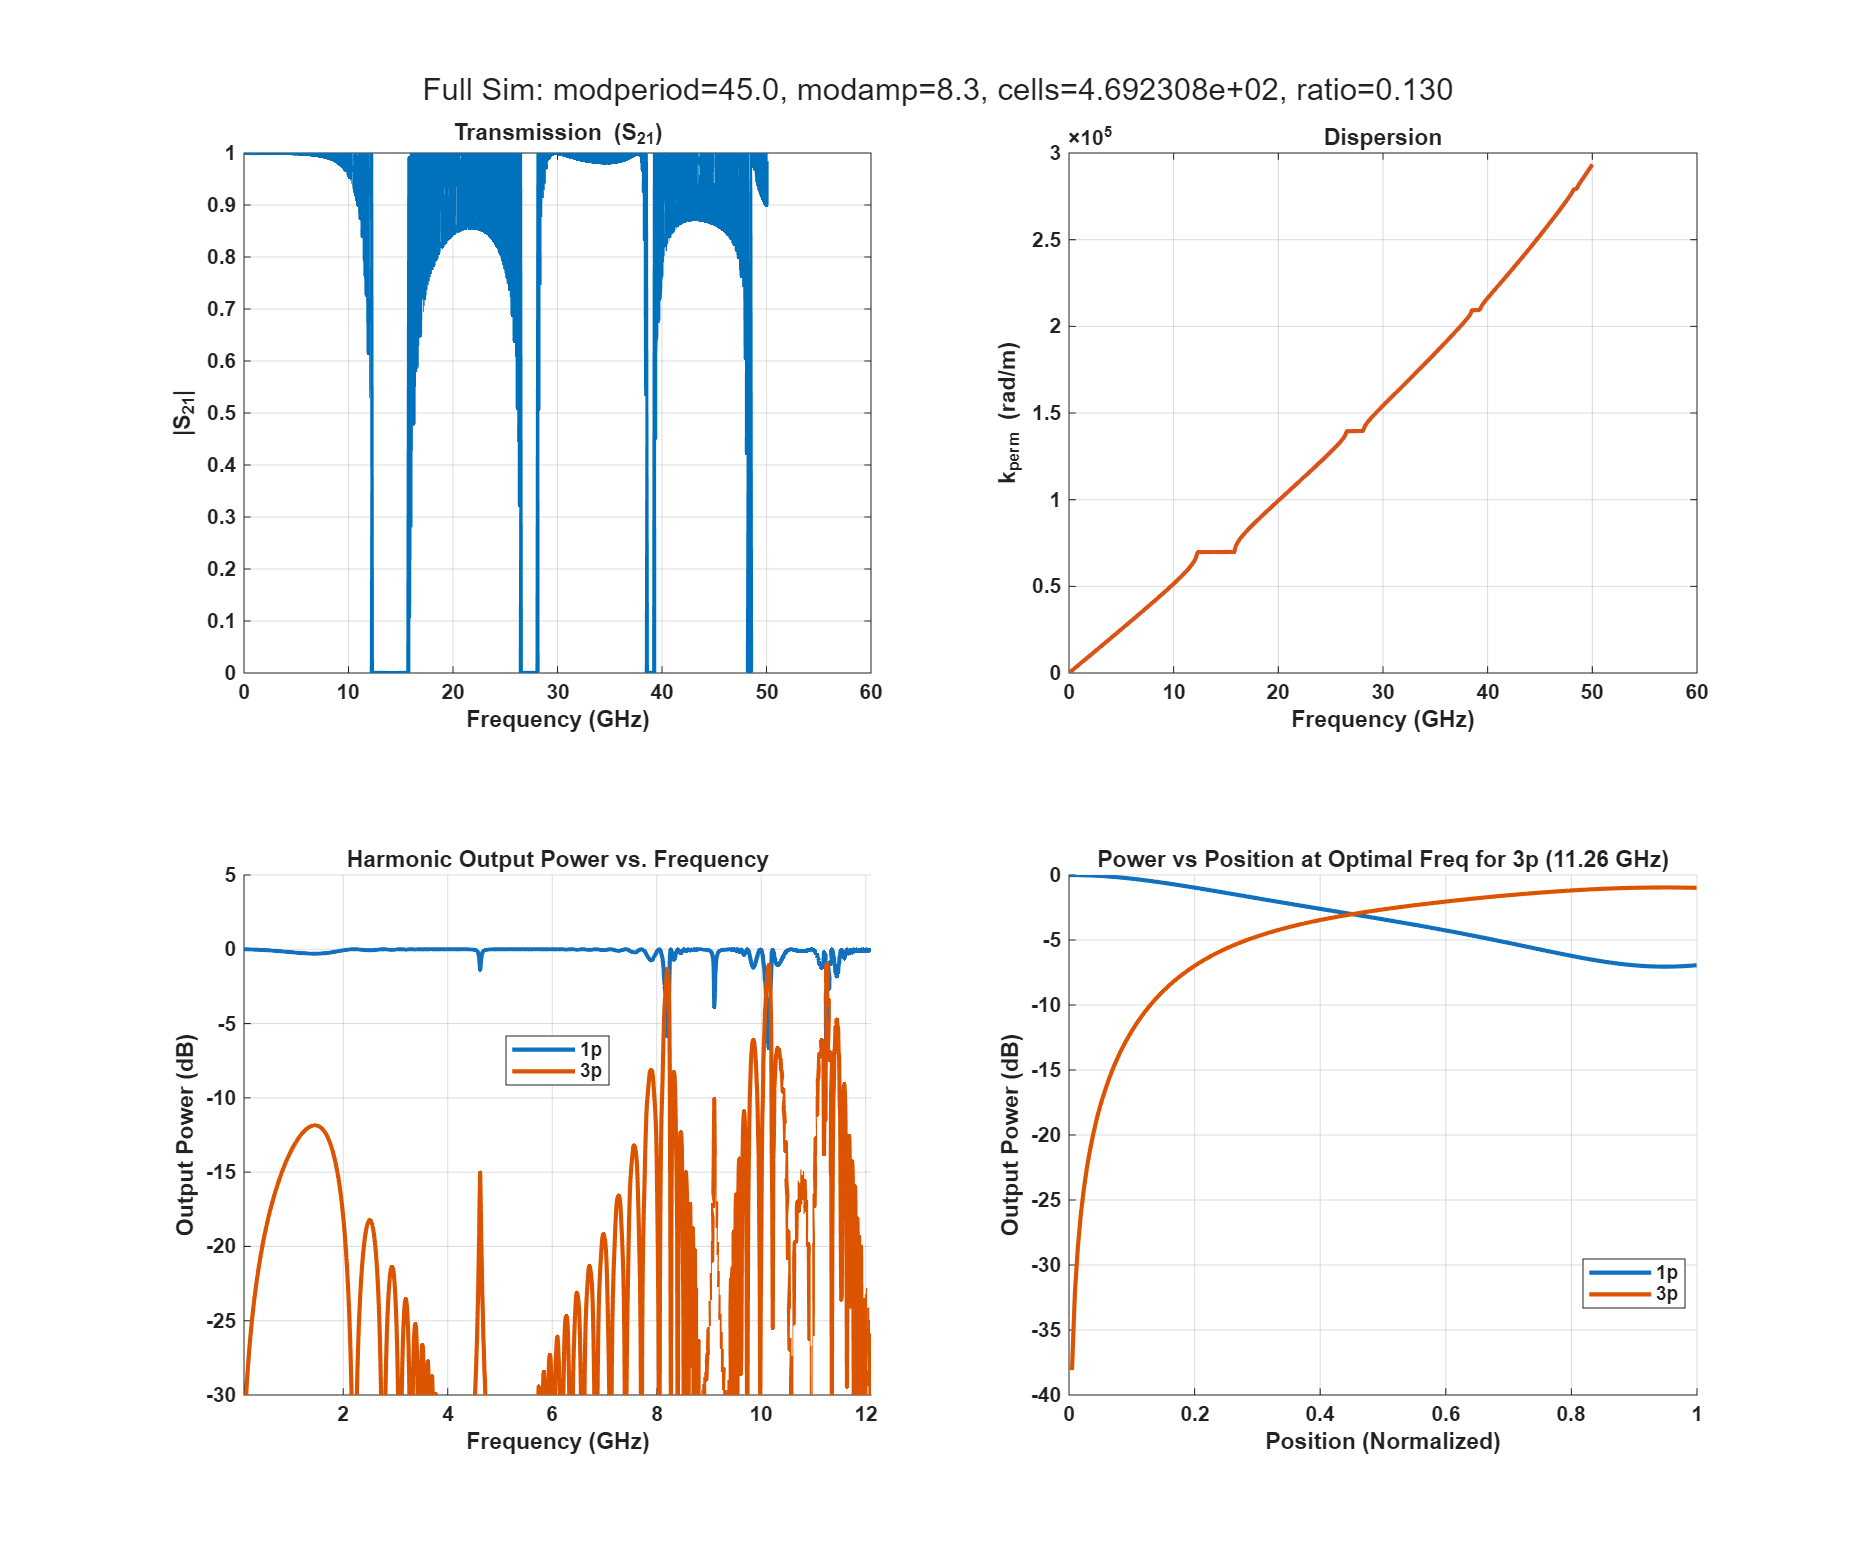 Full Sim: modperiod=45.0, modamp=8.3, cells=4.692308e+02, ratio=0.130
Transmission (S21)
1
0.9
0.8
0.7
0.6
0.5
0.4
0.3
0.2
0.1
0
|S21|
0 10 20 30 40 50 60
Frequency (GHz)
×10^5
Dispersion
3
2.5
2
1.5
1
0.5
0
kperm (rad/m)
0 10 20 30 40 50 60
Frequency (GHz)
Harmonic Output Power vs. Frequency
5
0
-5
-10
-15
-20
-25
-30
Output Power (dB)
1p
3p
2 4 6 8 10 12
Frequency (GHz)
Power vs Position at Optimal Freq for 3p (11.26 GHz)
0
-5
-10
-15
-20
-25
-30
-35
-40
Output Power (dB)
1p
3p
0 0.2 0.4 0.6 0.8 1
Position (Normalized)